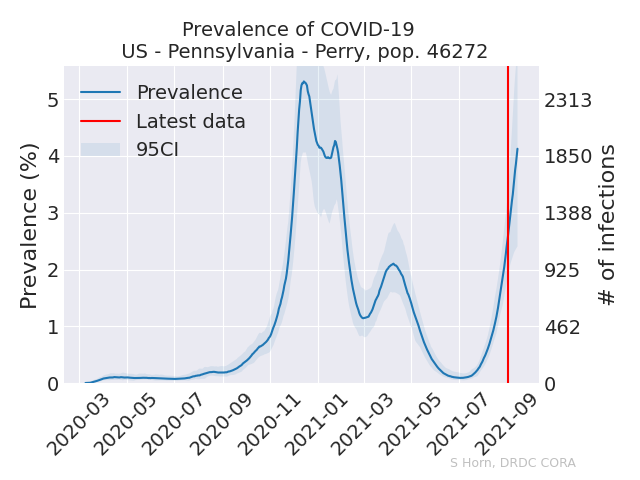 Prevalence of COVID-19
US - Pennsylvania - Perry, pop. 46272
Prevalence
Latest data
95CI
Prevalence (%)
5
4
3
2
1
0
2313
1850
1388
925
462
0
# of infections
2020-03
2020-05
2020-07
2020-09
2020-11
2021-01
2021-03
2021-05
2021-07
2021-09
S Horn, DRDC CORA